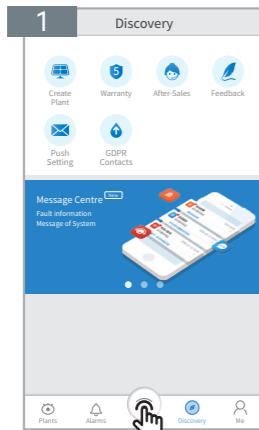 1
Discovery
Create Plant
Warranty
After-Sales
Feedback
Push Setting
GDPR Contacts
Message Centre New
Fault information
Message of System
Plants
Alarms
Discovery
Me